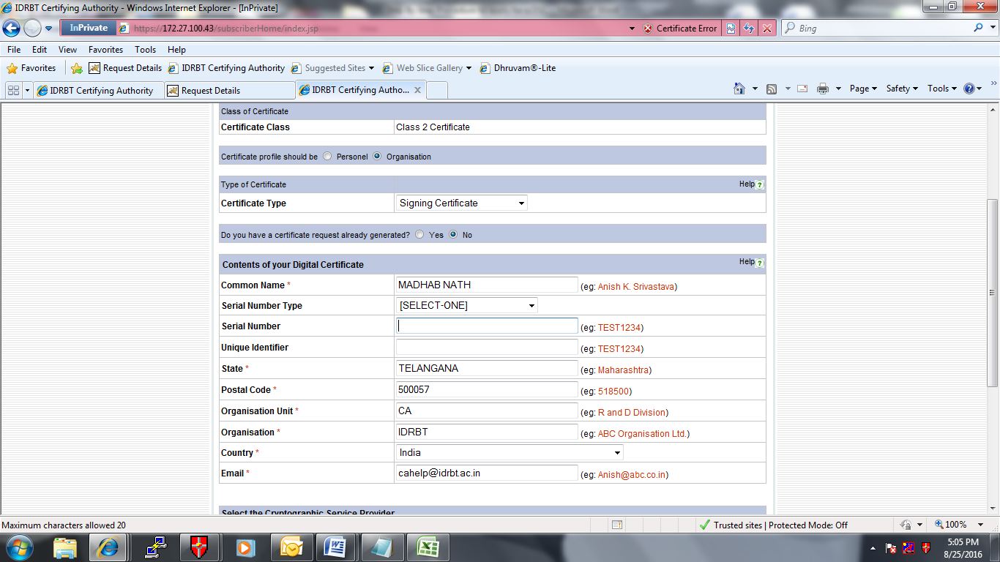 IDRBT Certifying Authority - Windows Internet Explorer - [InPrivate]
InPrivate https://172.27.100.43/subscriberHome/index.jsp Certificate Error Bing
File Edit View Favorites Tools Help
Favorites Request Details IDRBT Certifying Authority Suggested Sites Web Slice Gallery Dhruvam®-Lite
IDRBT Certifying Authority Request Details IDRBT Certifying Autho... Page Safety Tools
Class of Certificate
Certificate Class Class 2 Certificate
Certificate profile should be Personel Organisation
Type of Certificate Help
Certificate Type Signing Certificate
Do you have a certificate request already generated? Yes No
Contents of your Digital Certificate Help
Common Name * MADHAB NATH (eg: Anish K. Srivastava)
Serial Number Type [SELECT-ONE]
Serial Number (eg: TEST1234)
Unique Identifier (eg: TEST1234)
State * TELANGANA (eg: Maharashtra)
Postal Code * 500057 (eg: 518500)
Organisation Unit * CA (eg: R and D Division)
Organisation * IDRBT (eg: ABC Organisation Ltd.)
Country * India
Email * cahelp@idrbt.ac.in (eg: Anish@abc.co.in)
Select the Cryptographic Service Provider
Maximum characters allowed 20 Trusted sites | Protected Mode: Off 100%
5:05 PM
8/25/2016